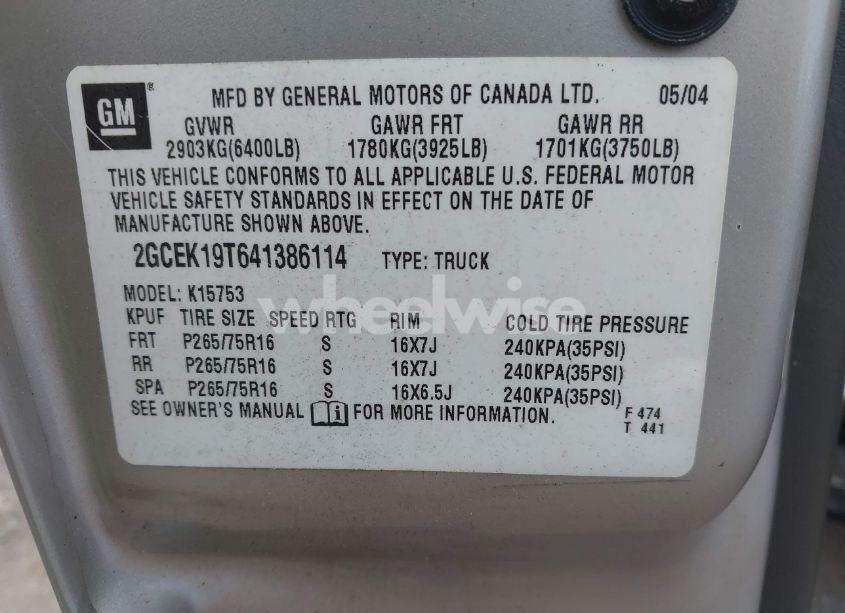 GM ® MFD BY GENERAL MOTORS OF CANADA LTD. 05/04
GVWR GAWR FRT GAWR RR
2903KG(6400LB) 1780KG(3925LB) 1701KG(3750LB)
THIS VEHICLE CONFORMS TO ALL APPLICABLE U.S. FEDERAL MOTOR
VEHICLE SAFETY STANDARDS IN EFFECT ON THE DATE OF
MANUFACTURE SHOWN ABOVE.
2GCEK19T641386114 TYPE: TRUCK
MODEL: K15753
wheelwise
KPUF TIRE SIZE SPEED RTG RIM COLD TIRE PRESSURE
FRT P265/75R16 S 16X7J 240KPA(35PSI)
RR P265/75R16 S 16X7J 240KPA(35PSI)
SPA P265/75R16 S 16X6.5J 240KPA(35PSI)
SEE OWNER'S MANUAL i FOR MORE INFORMATION.
F 474
T 441